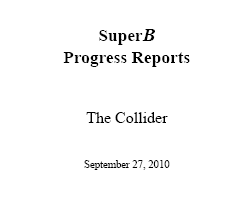 SuperB
Progress Reports
The Collider
September 27, 2010